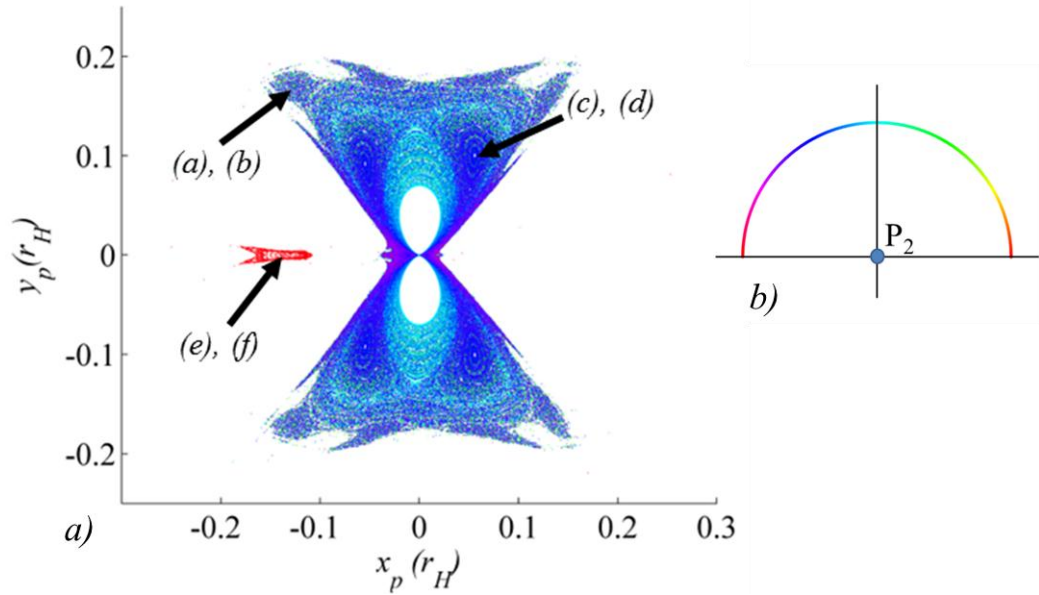 0.2
0.1
0
-0.1
-0.2
y_p (r_H)
(a), (b)
(c), (d)
(e), (f)
-0.2 -0.1 0 0.1 0.2 0.3
x_p (r_H)
a)
P_2
b)